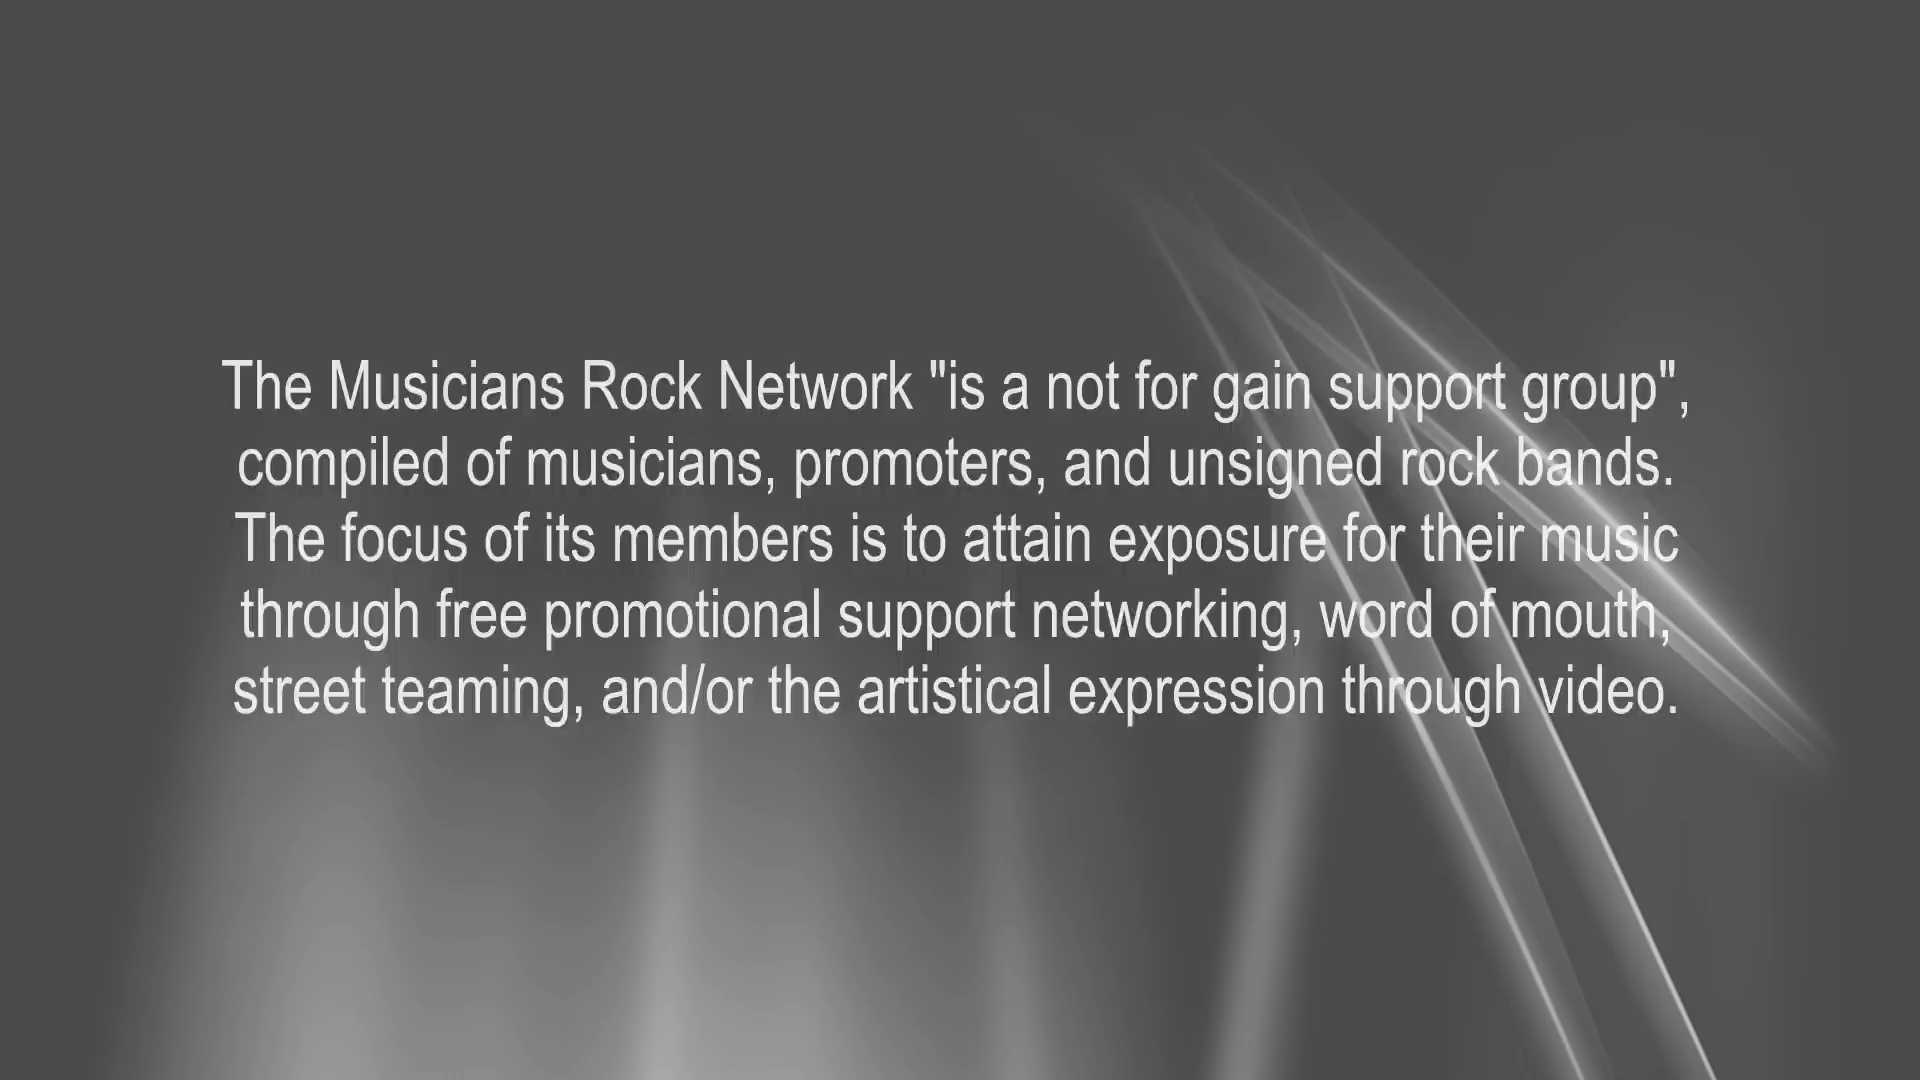 The Musicians Rock Network "is a not for gain support group",
compiled of musicians, promoters, and unsigned rock bands.
The focus of its members is to attain exposure for their music
through free promotional support networking, word of mouth,
street teaming, and/or the artistical expression through video.